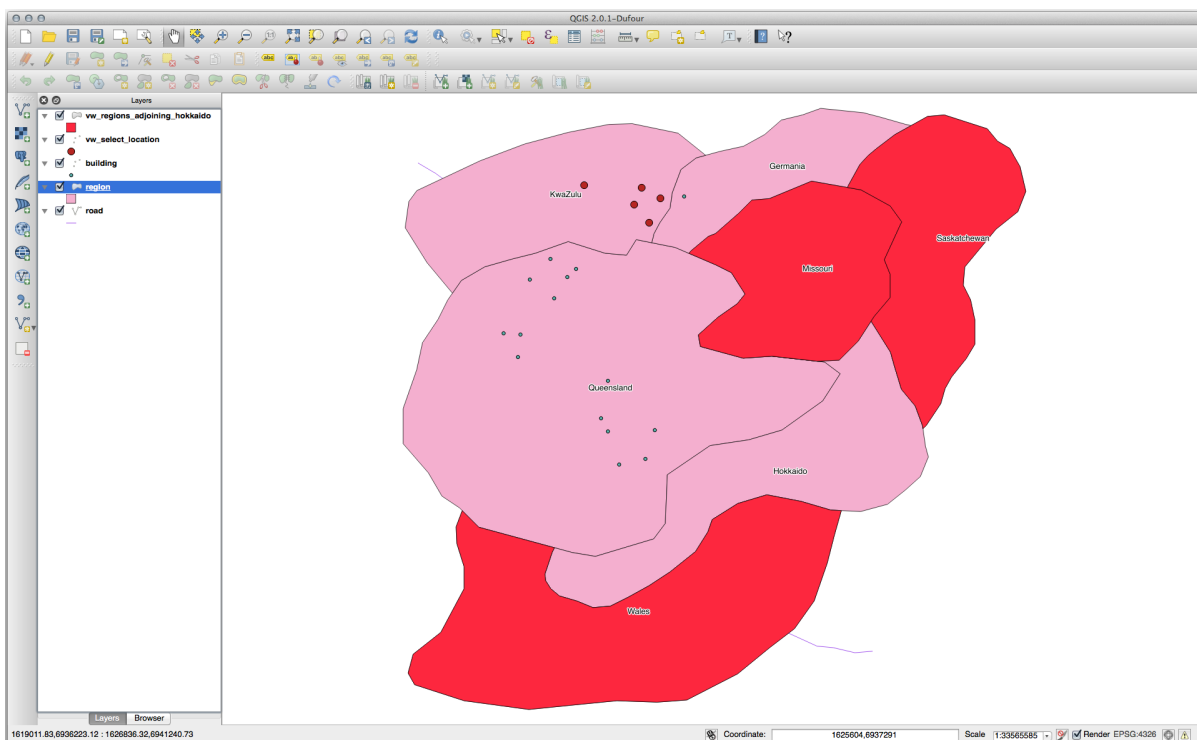 QGIS 2.0.1-Dufour
Layers
vw_regions_adjoining_hokkaido
vw_select_location
building
region
road
KwaZulu
Germania
Saskatchewan
Missouri
Queensland
Hokkaido
Wales
Layers Browser
1619011.83,6936223.12 : 1626836.32,6941240.73 Coordinate: 1625604,6937291 Scale 1:33565585 Render EPSG:4326